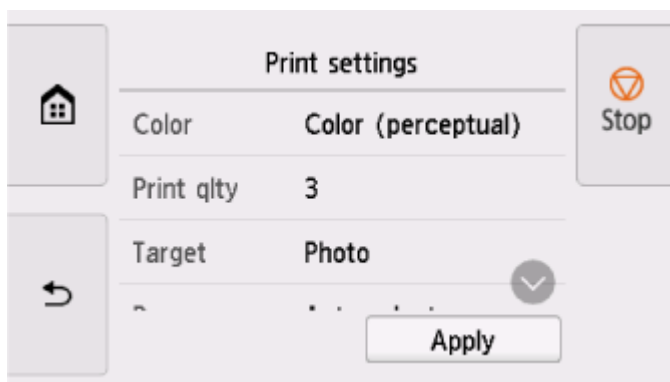 Print settings
Stop
Color Color (perceptual)
Print qlty 3
Target Photo
Apply